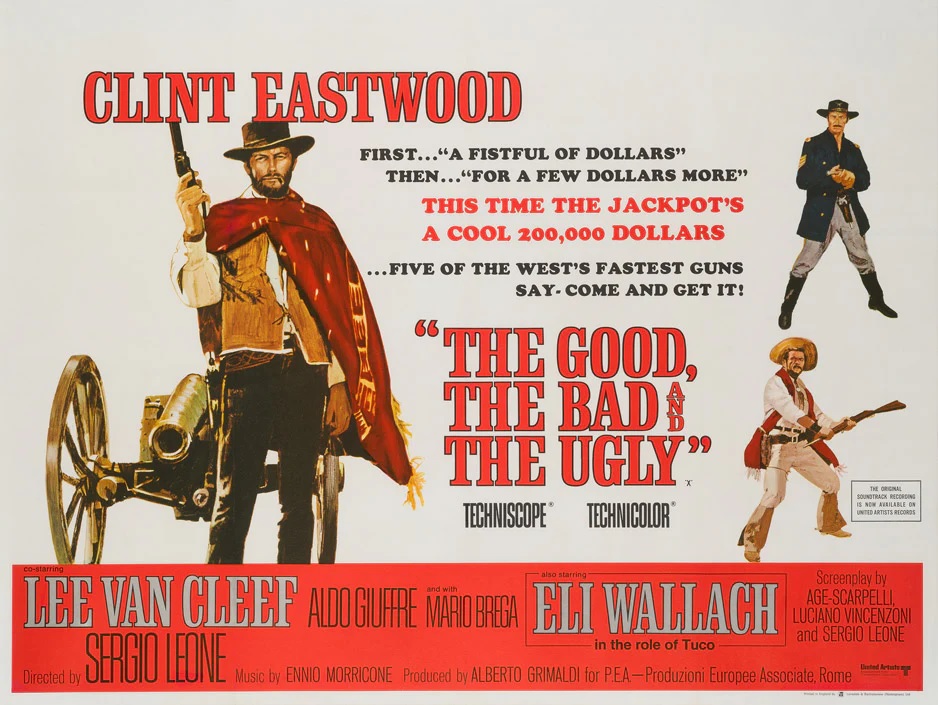 CLINT EASTWOOD
FIRST..."A FISTFUL OF DOLLARS"
THEN..."FOR A FEW DOLLARS MORE"
THIS TIME THE JACKPOT'S
A COOL 200,000 DOLLARS
...FIVE OF THE WEST'S FASTEST GUNS
SAY- COME AND GET IT!
"THE GOOD,
THE BAD AND
THE UGLY"
'X'
TECHNISCOPE® TECHNICOLOR®
THE ORIGINAL
SOUNDTRACK RECORDING
IS NOW AVAILABLE ON
UNITED ARTISTS RECORDS
co-starring
LEE VAN CLEEF
ALDO GIUFFRE
and with
MARIO BREGA
also starring
ELI WALLACH
in the role of Tuco
Screenplay by
AGE-SCARPELLI,
LUCIANO VINCENZONI
and SERGIO LEONE
Directed by SERGIO LEONE
Music by ENNIO MORRICONE
Produced by ALBERTO GRIMALDI for P.E.A.—Produzioni Europee Associate, Rome
United Artists